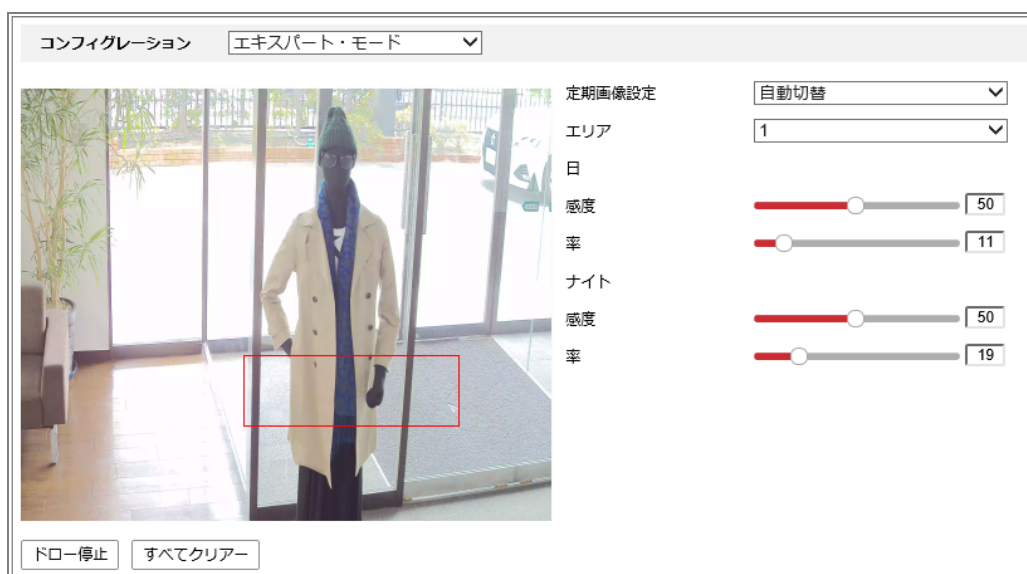 コンフィグレーション エキスパート・モード
定期画像設定 自動切替
エリア 1
日
感度 50
率 11
ナイト
感度 50
率 19
ドロー停止 すべてクリアー